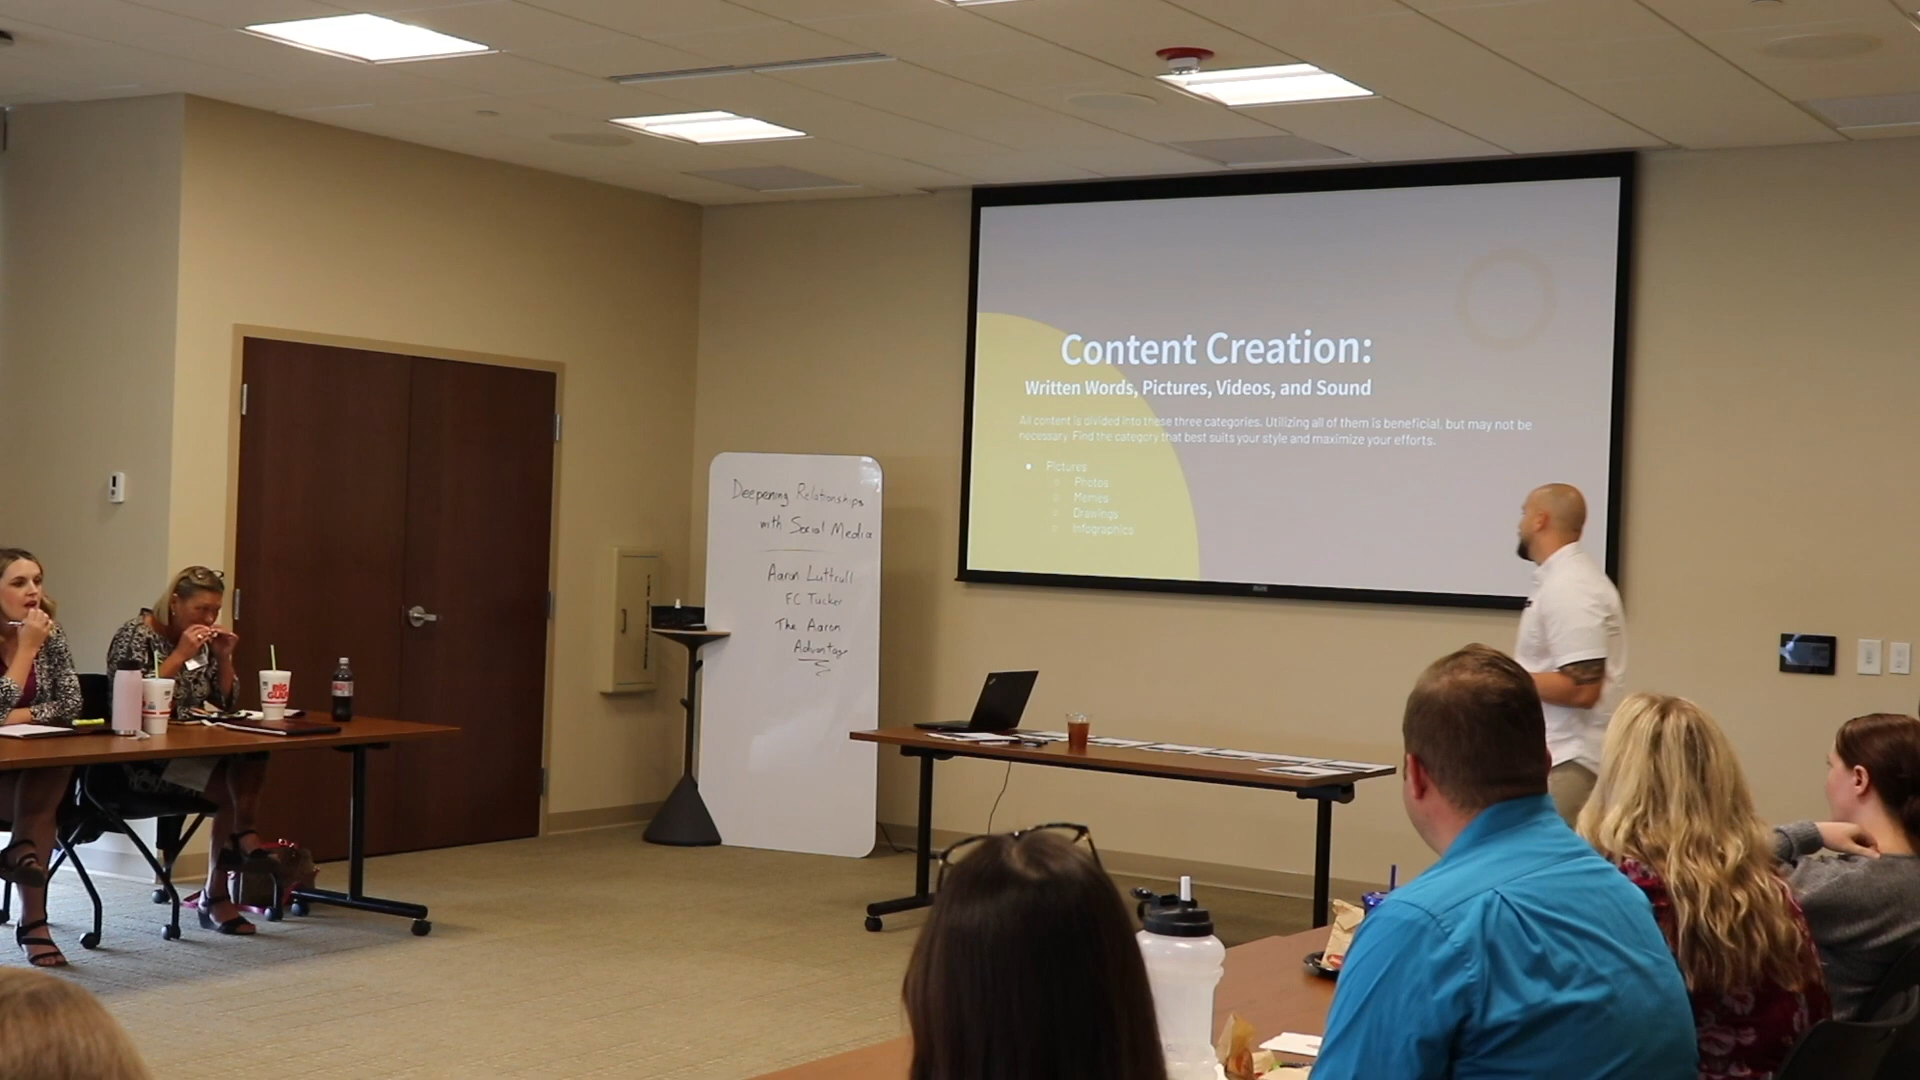 Content Creation:
Written Words, Pictures, Videos, and Sound
All content is divided into these three categories. Utilizing all of them is beneficial, but may not be
necessary. Find the category that best suits your style and maximize your efforts.
Pictures
Photos
Memes
Drawings
Infographics
Deepening Relationships
with Social Media
Aaron Luttrull
FC Tucker
The Aaron
Advantage
BIG
GULP